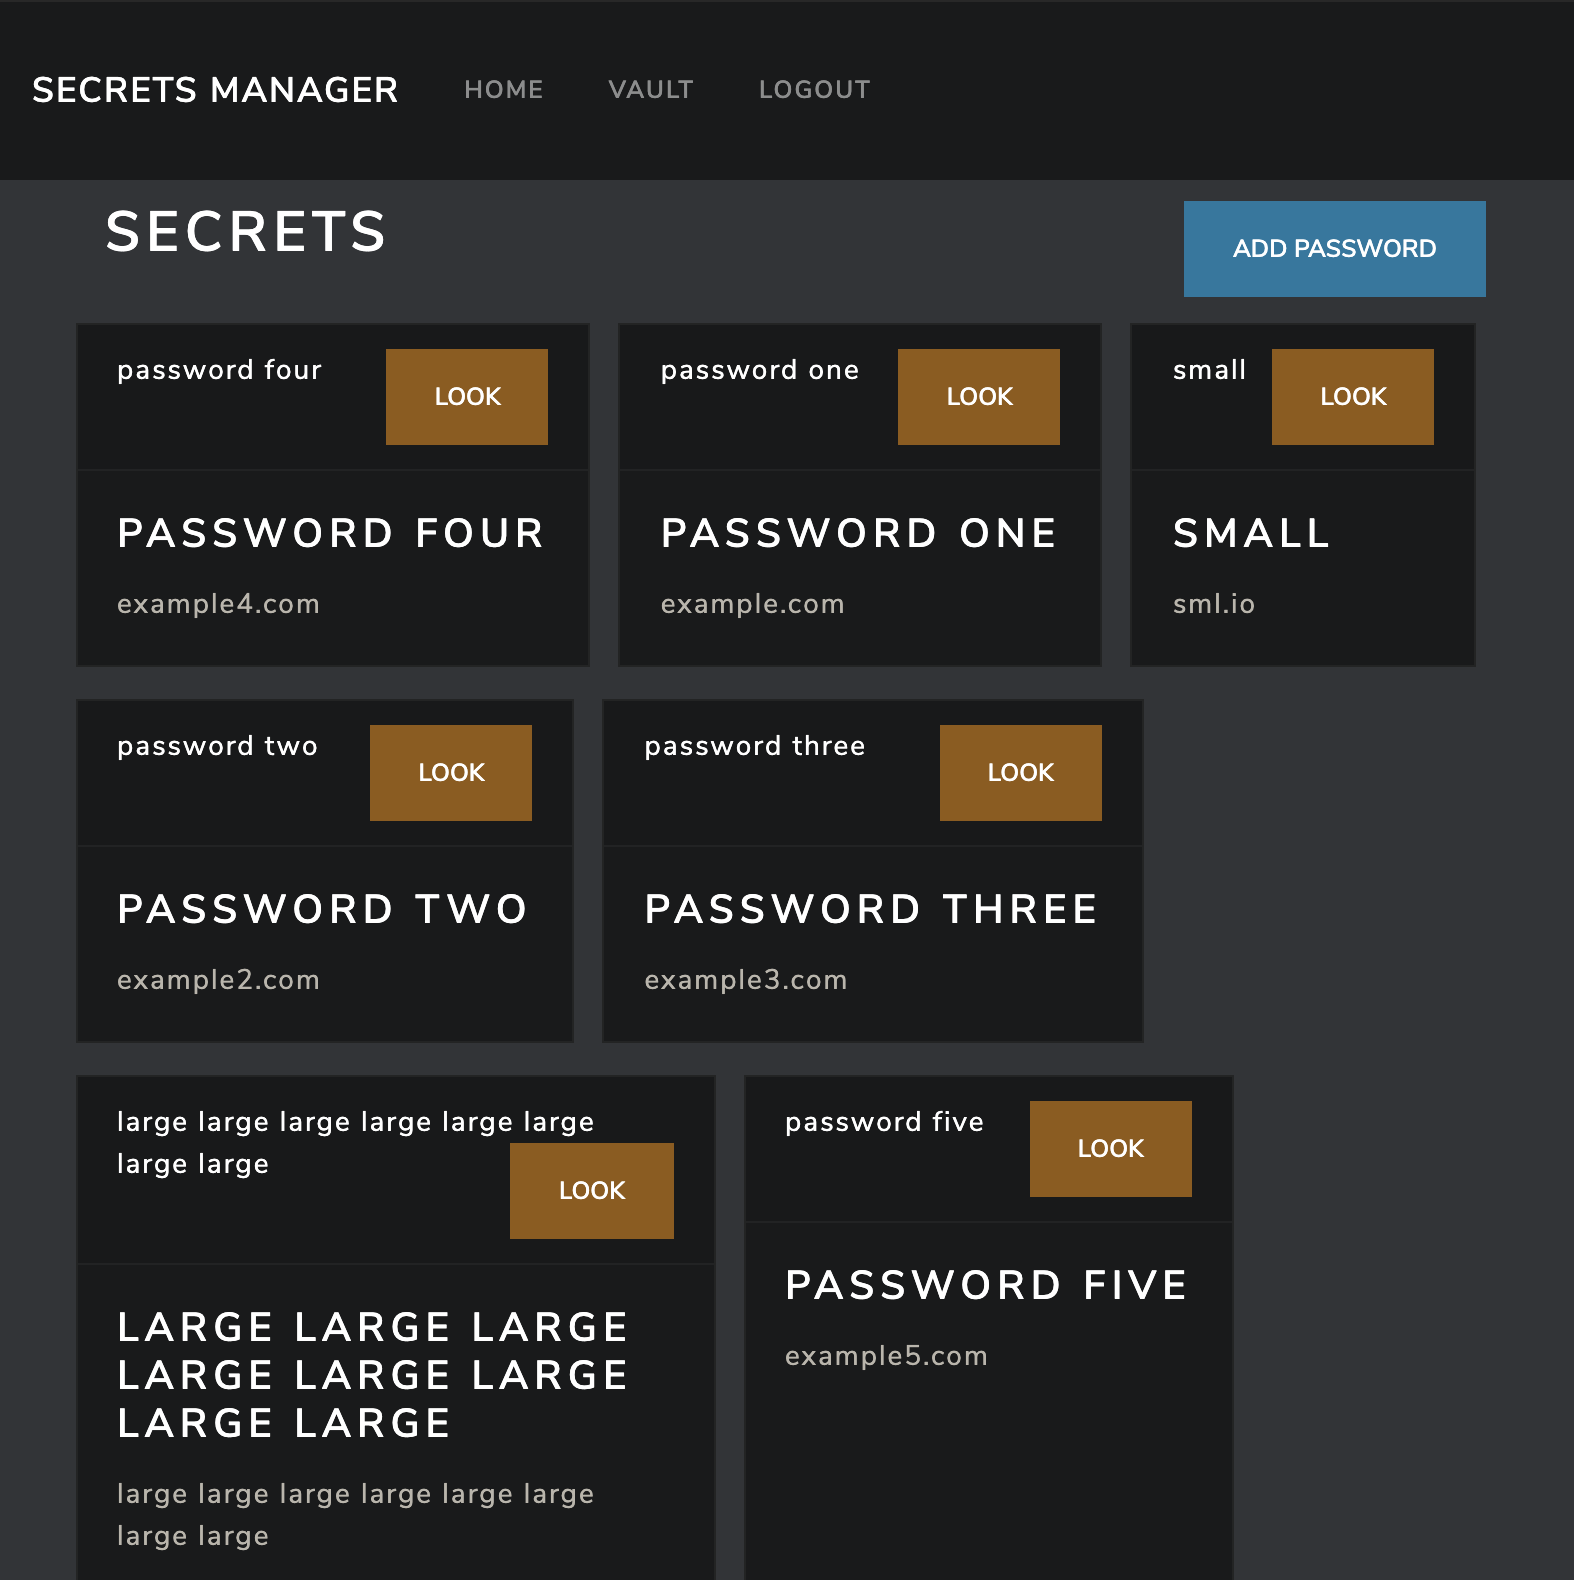 SECRETS MANAGER HOME VAULT LOGOUT
SECRETS
ADD PASSWORD
password four
LOOK
PASSWORD FOUR
example4.com
password one
LOOK
PASSWORD ONE
example.com
small
LOOK
SMALL
sml.io
password two
LOOK
PASSWORD TWO
example2.com
password three
LOOK
PASSWORD THREE
example3.com
large large large large large large
large large
LOOK
LARGE LARGE LARGE
LARGE LARGE LARGE
LARGE LARGE
large large large large large large
large large
password five
LOOK
PASSWORD FIVE
example5.com